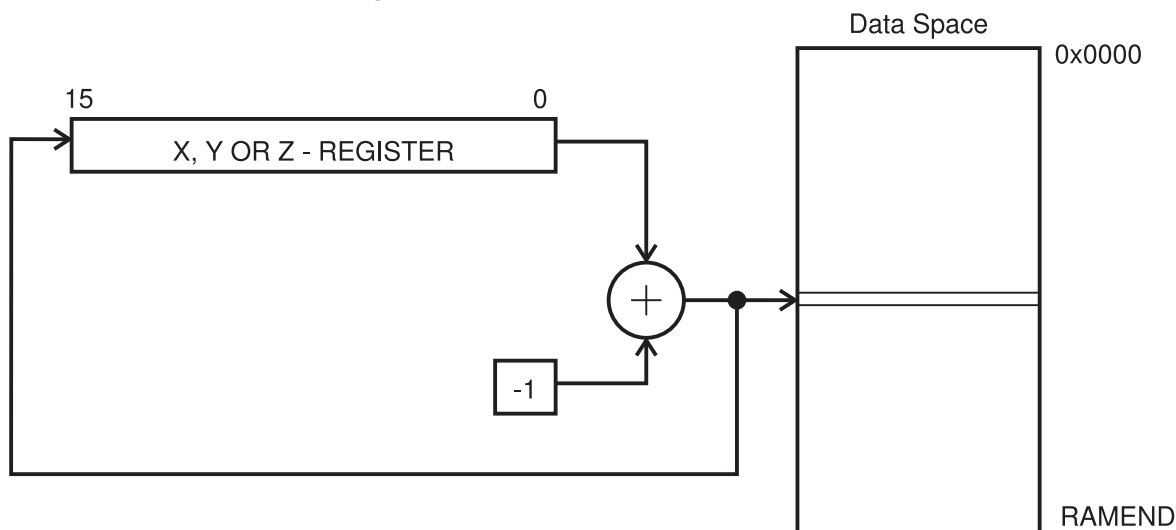 Data Space
0x0000
15
0
X, Y OR Z - REGISTER
+
-1
RAMEND